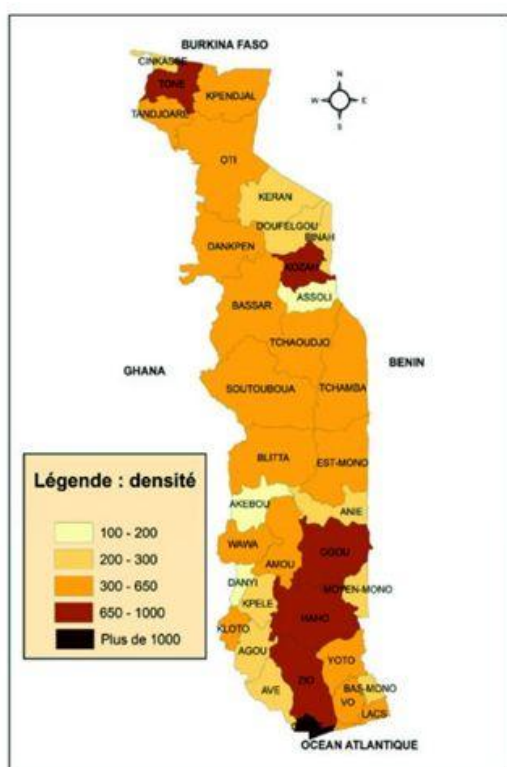 BURKINA FASO
CINKASSE
TONE
KPENDJAL
TANDJOARE
N
W E
S
OTI
KERAN
DOUFELGOU
BINAH
DANKPEN
KOZAH
ASSOLI
BASSAR
TCHAOUDJO
GHANA
BENIN
SOUTOUBOUA
TCHAMBA
BLITTA
EST-MONO
Légende : densité
100 - 200
200 - 300
300 - 650
650 - 1000
Plus de 1000
AKEBOU
ANIE
WAWA
OGOU
AMOU
DANYI
MOYEN-MONO
KPELE
HAHO
KLOTO
AGOU
YOTO
ZIO
AVE
BAS-MONO
VO
LACS
OCEAN ATLANTIQUE